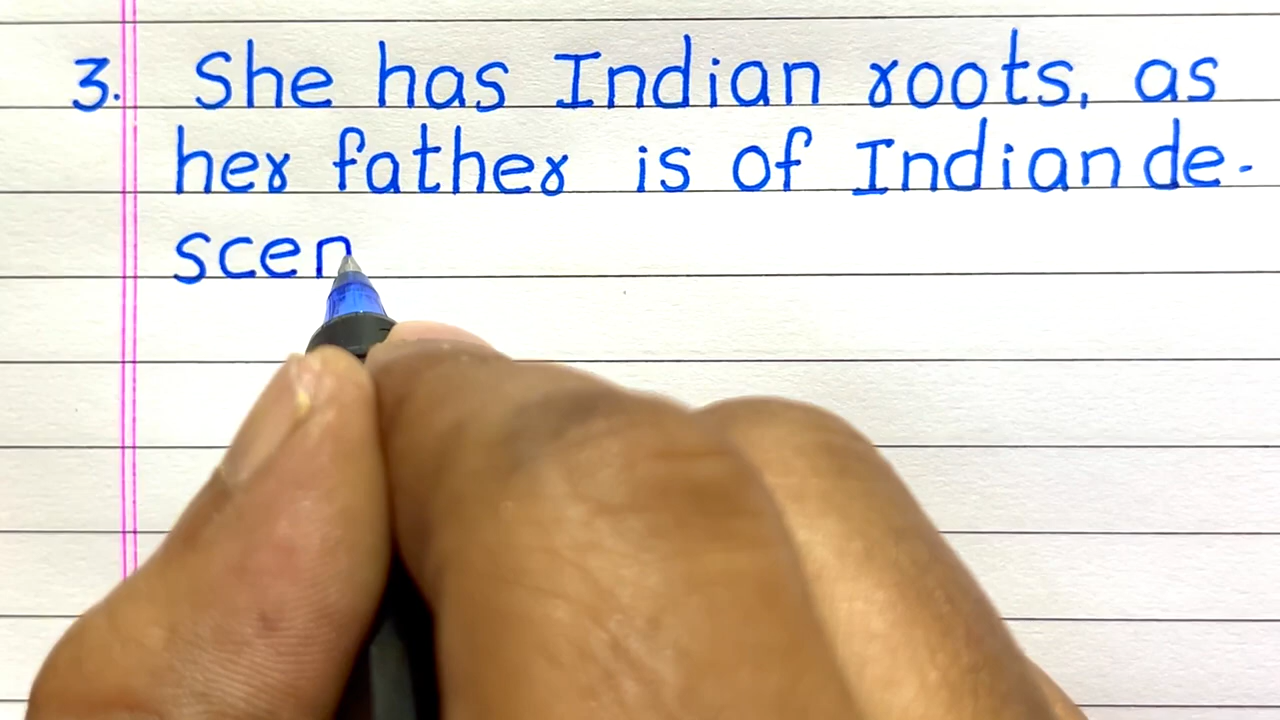 3. She has Indian roots, as
her father is of Indian de-
scen